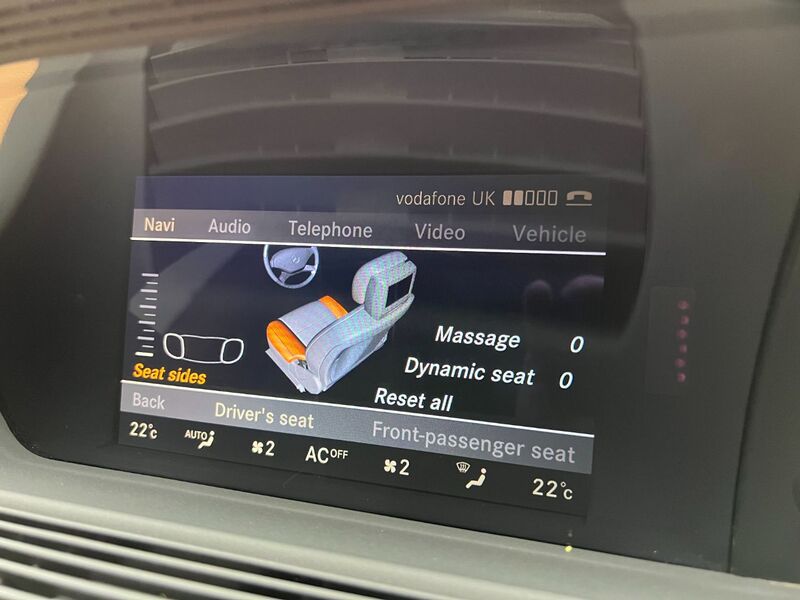 vodafone UK
Navi Audio Telephone Video Vehicle
Massage 0
Dynamic seat 0
Seat sides
Reset all
Back Driver's seat Front-passenger seat
22°C AUTO 2 AC OFF 2 22°C